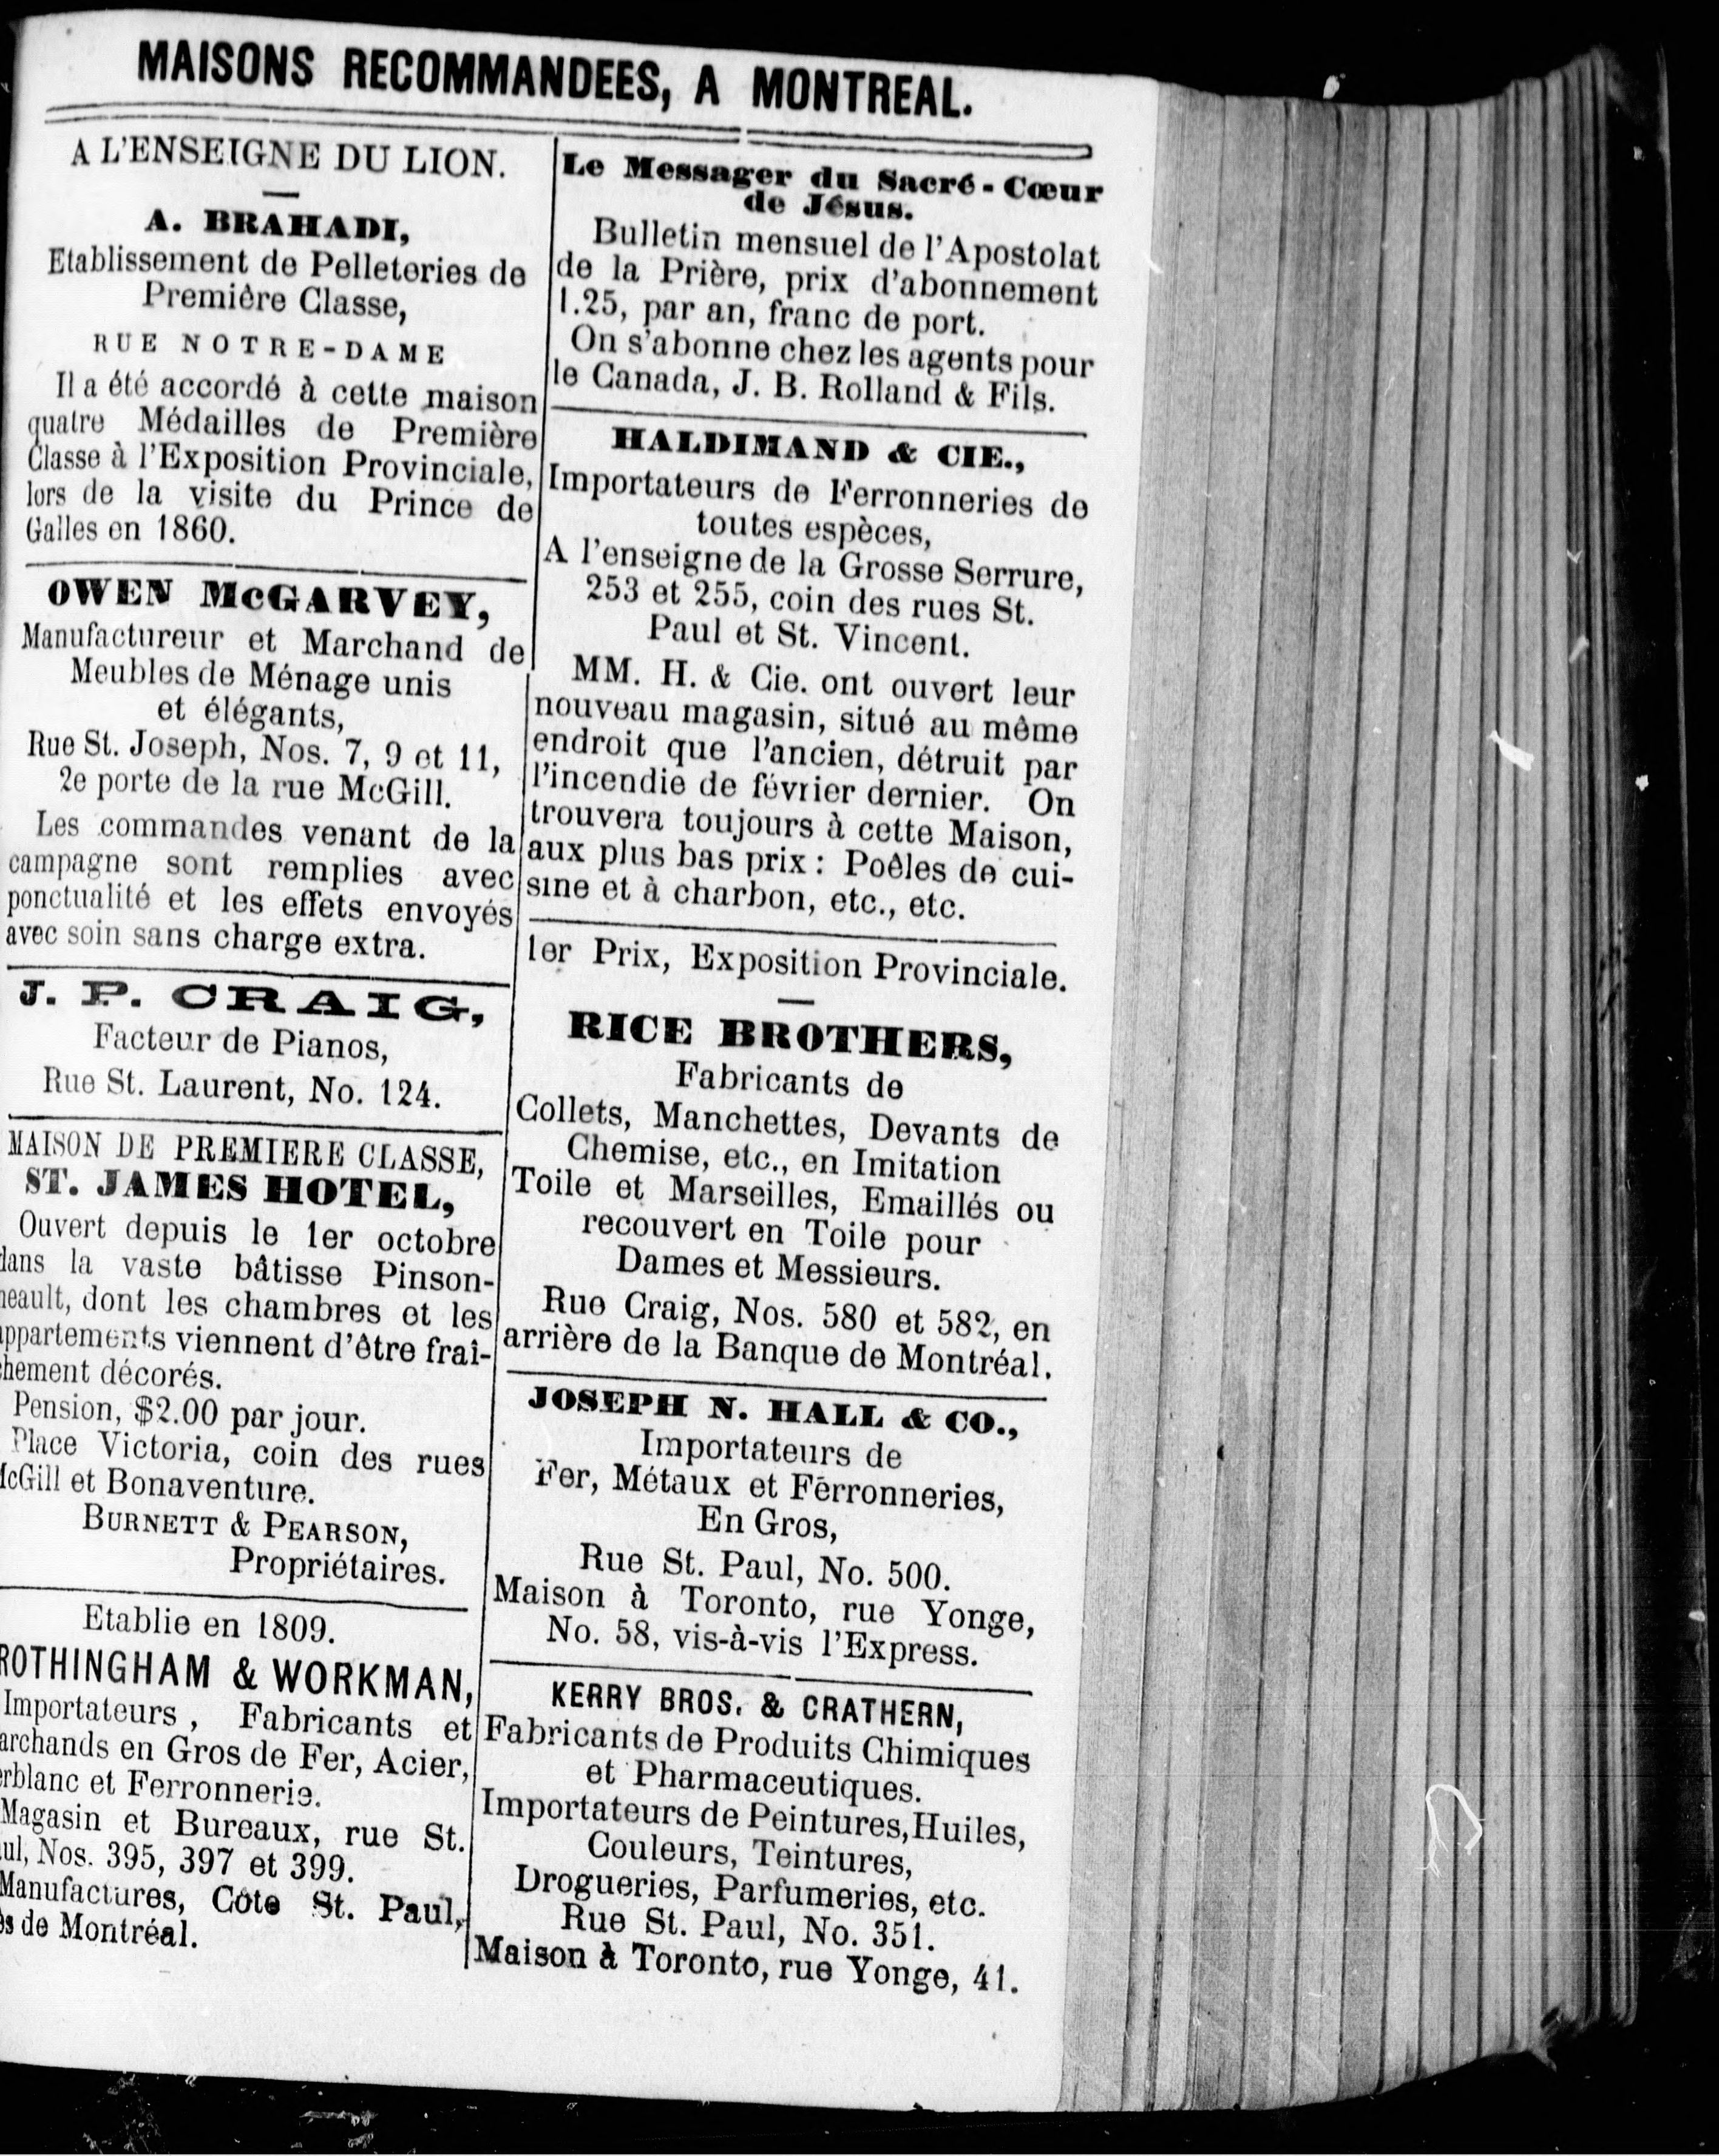 MAISONS RECOMMANDEES, A MONTREAL.
A L'ENSEIGNE DU LION.
A. BRAHADI,
Etablissement de Pelleteries de
Première Classe,
RUE NOTRE-DAME
Il a été accordé à cette maison
quatre Médailles de Première
Classe à l'Exposition Provinciale,
lors de la visite du Prince de
Galles en 1860.
OWEN McGARVEY,
Manufactureur et Marchand de
Meubles de Ménage unis
et élégants,
Rue St. Joseph, Nos. 7, 9 et 11,
2e porte de la rue McGill.
Les commandes venant de la
campagne sont remplies avec
ponctualité et les effets envoyés
avec soin sans charge extra.
J. P. CRAIG,
Facteur de Pianos,
Rue St. Laurent, No. 124.
MAISON DE PREMIERE CLASSE,
ST. JAMES HOTEL,
Ouvert depuis le 1er octobre
dans la vaste bâtisse Pinson-
neault, dont les chambres et les
appartements viennent d'être fraî-
chement décorés.
Pension, $2.00 par jour.
Place Victoria, coin des rues
McGill et Bonaventure.
BURNETT & PEARSON,
Propriétaires.
Etablie en 1809.
ROTHINGHAM & WORKMAN,
Importateurs, Fabricants et
archands en Gros de Fer, Acier,
rblanc et Ferronnerie.
Magasin et Bureaux, rue St.
ul, Nos. 395, 397 et 399.
Manufactures, Côte St. Paul,
ès de Montréal.
Le Messager du Sacré-Cœur
de Jésus.
Bulletin mensuel de l'Apostolat
de la Prière, prix d'abonnement
1.25, par an, franc de port.
On s'abonne chez les agents pour
le Canada, J. B. Rolland & Fils.
HALDIMAND & CIE.,
Importateurs de Ferronneries de
toutes espèces,
A l'enseigne de la Grosse Serrure,
253 et 255, coin des rues St.
Paul et St. Vincent.
MM. H. & Cie. ont ouvert leur
nouveau magasin, situé au même
endroit que l'ancien, détruit par
l'incendie de février dernier. On
trouvera toujours à cette Maison,
aux plus bas prix : Poêles de cui-
sine et à charbon, etc., etc.
1er Prix, Exposition Provinciale.
RICE BROTHERS,
Fabricants de
Collets, Manchettes, Devants de
Chemise, etc., en Imitation
Toile et Marseilles, Emaillés ou
recouvert en Toile pour
Dames et Messieurs.
Rue Craig, Nos. 580 et 582, en
arrière de la Banque de Montréal.
JOSEPH N. HALL & CO.,
Importateurs de
Fer, Métaux et Ferronneries,
En Gros,
Rue St. Paul, No. 500.
Maison à Toronto, rue Yonge,
No. 58, vis-à-vis l'Express.
KERRY BROS. & CRATHERN,
Fabricants de Produits Chimiques
et Pharmaceutiques.
Importateurs de Peintures, Huiles,
Couleurs, Teintures,
Drogueries, Parfumeries, etc.
Rue St. Paul, No. 351.
Maison à Toronto, rue Yonge, 41.